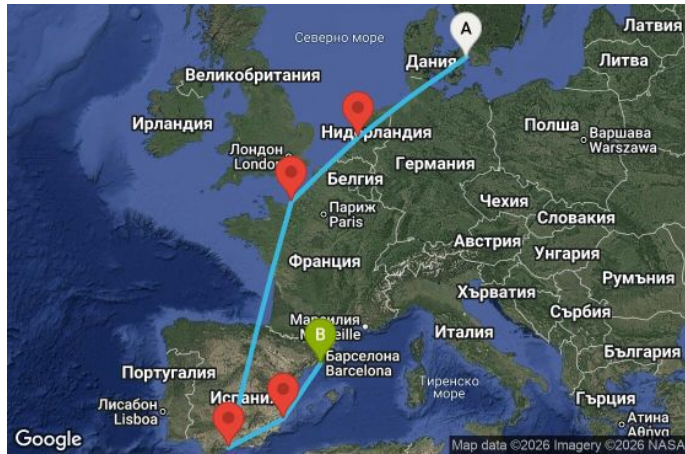 A
Северно море
Латвия
Дания
Литва
Великобритания
Ирландия
Нидерландия
Полша
Варшава
Warszawa
Лондон
London
Германия
Белгия
Париж
Paris
Чехия
Словакия
Австрия
Унгария
Франция
Румъния
Хърватия
Сърбия
Марсилия
Marseille
B
Италия
България
Барселона
Barcelona
Португалия
Испания
Тиренско
море
Гърция
Лисабон
Lisboa
Атина
Αθήνα
Google
Map data ©2026 Imagery ©2026 NASA